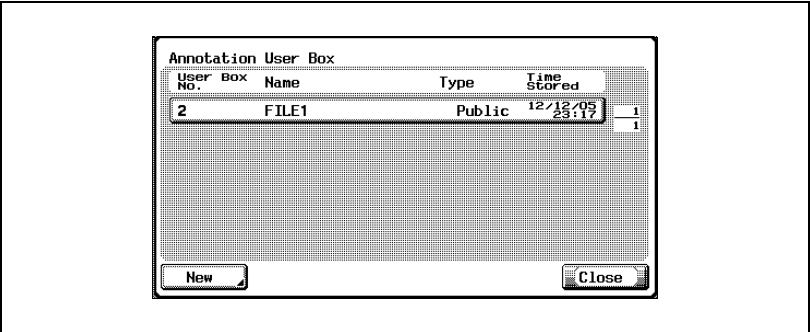 Annotation User Box
User Box No. Name Type Time Stored
2 FILE1 Public 12/12/05 23:17
1
1
New Close